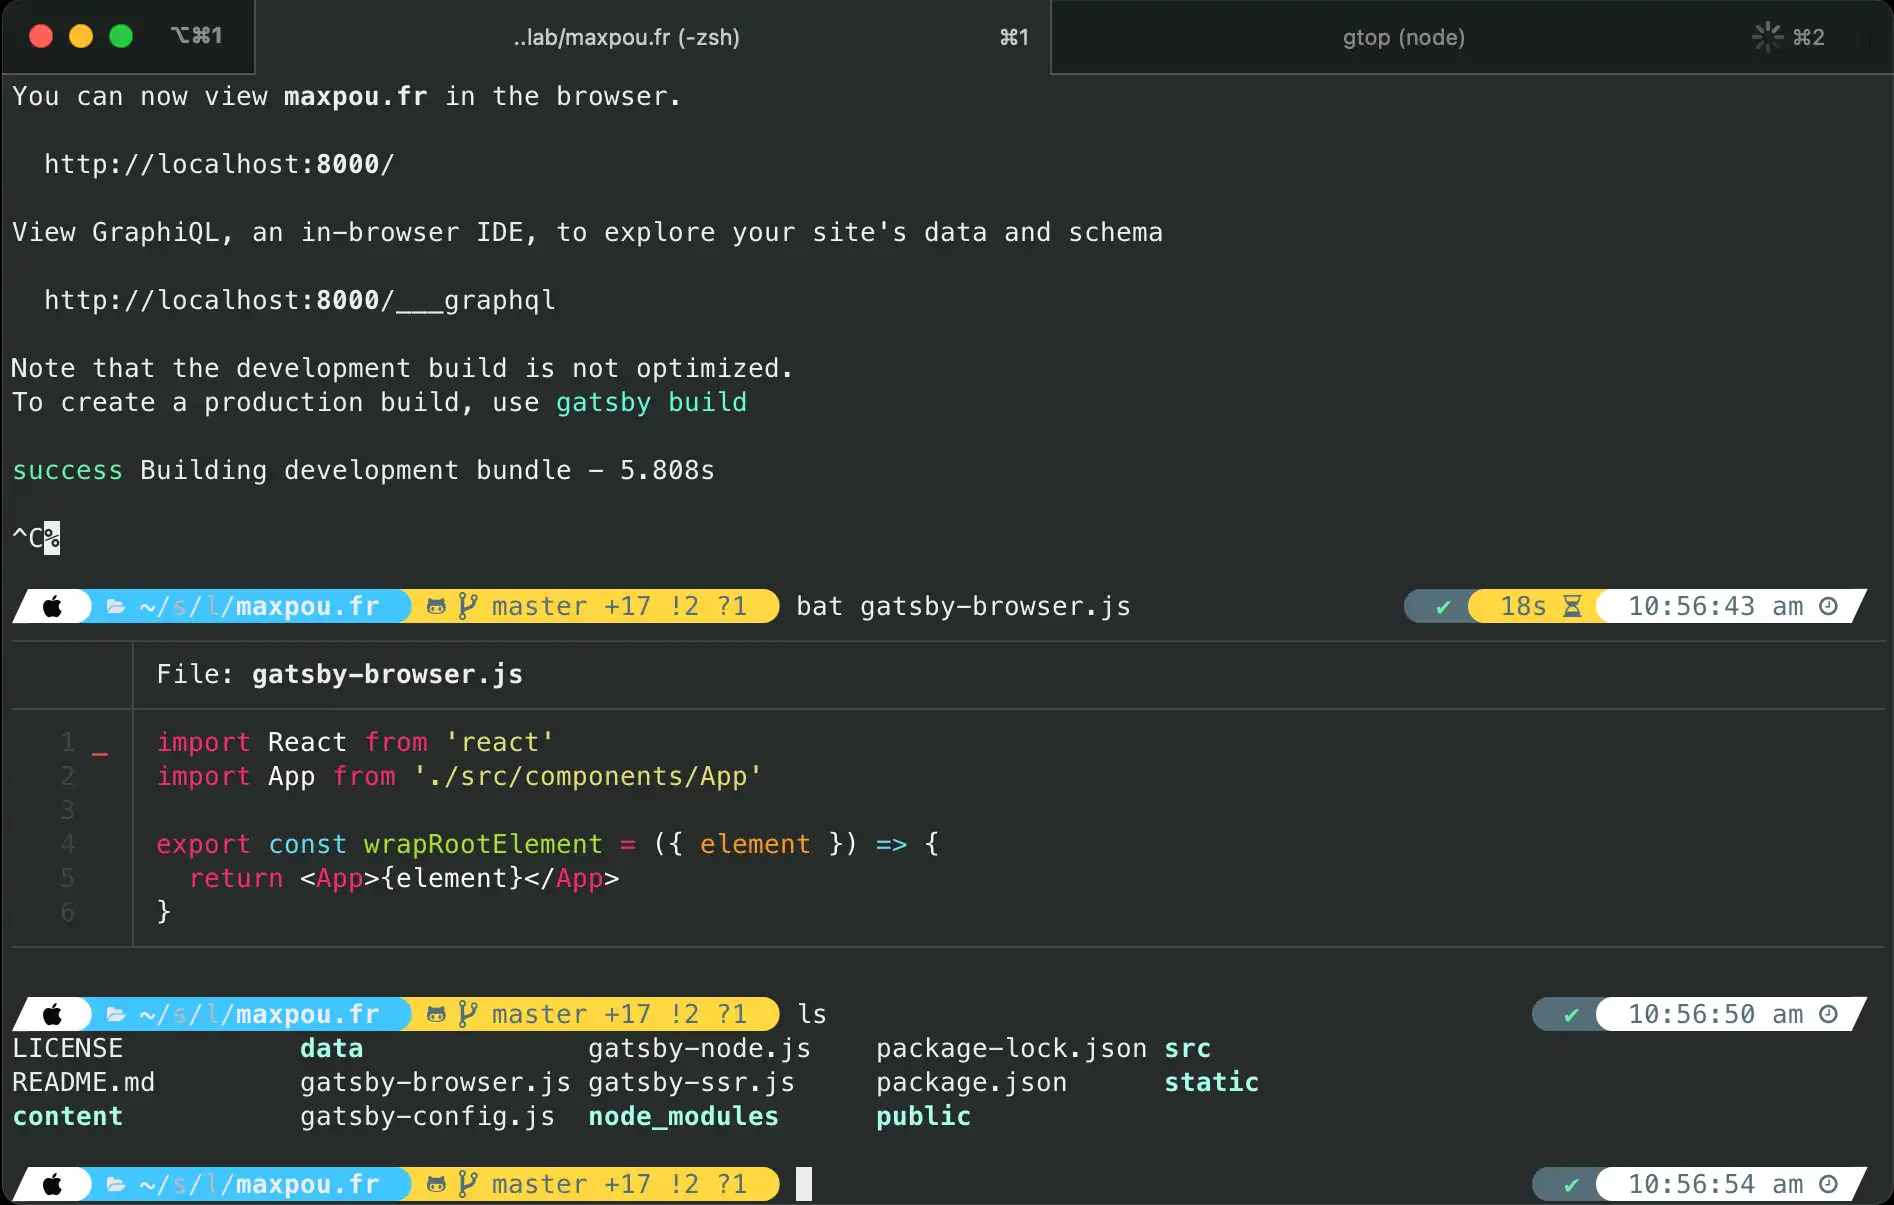 ⌥⌘1 ..lab/maxpou.fr (-zsh) ⌘1 gtop (node) ⌘2
You can now view maxpou.fr in the browser.
http://localhost:8000/
View GraphiQL, an in-browser IDE, to explore your site's data and schema
http://localhost:8000/___graphql
Note that the development build is not optimized.
To create a production build, use gatsby build
success Building development bundle - 5.808s
^C%
~/s/l/maxpou.fr master +17 !2 ?1 bat gatsby-browser.js ✔ 18s 10:56:43 am
File: gatsby-browser.js
1 _ import React from 'react'
2 import App from './src/components/App'
3
4 export const wrapRootElement = ({ element }) => {
5 return <App>{element}</App>
6 }
~/s/l/maxpou.fr master +17 !2 ?1 ls ✔ 10:56:50 am
LICENSE data gatsby-node.js package-lock.json src
README.md gatsby-browser.js gatsby-ssr.js package.json static
content gatsby-config.js node_modules public
~/s/l/maxpou.fr master +17 !2 ?1 ✔ 10:56:54 am